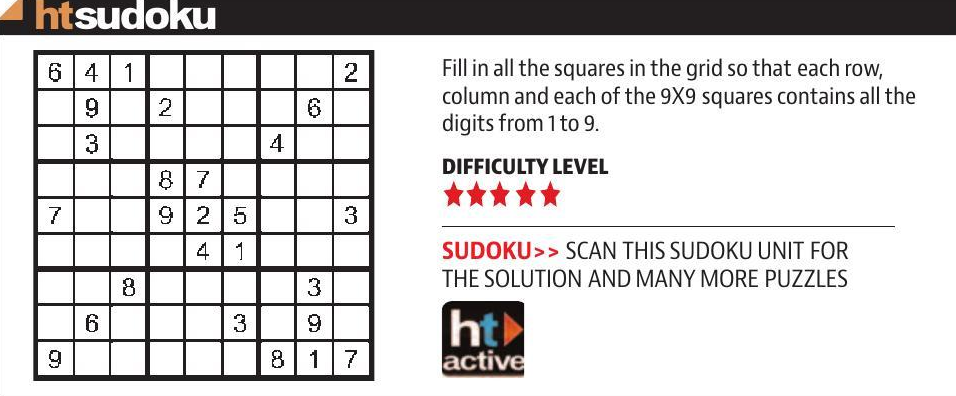 htsudoku
6 4 1 2
9 2 6
3 4
8 7
7 9 2 5 3
4 1
8 3
6 3 9
9 8 1 7
Fill in all the squares in the grid so that each row,
column and each of the 9X9 squares contains all the
digits from 1 to 9.
DIFFICULTY LEVEL
SUDOKU>> SCAN THIS SUDOKU UNIT FOR
THE SOLUTION AND MANY MORE PUZZLES
ht
active